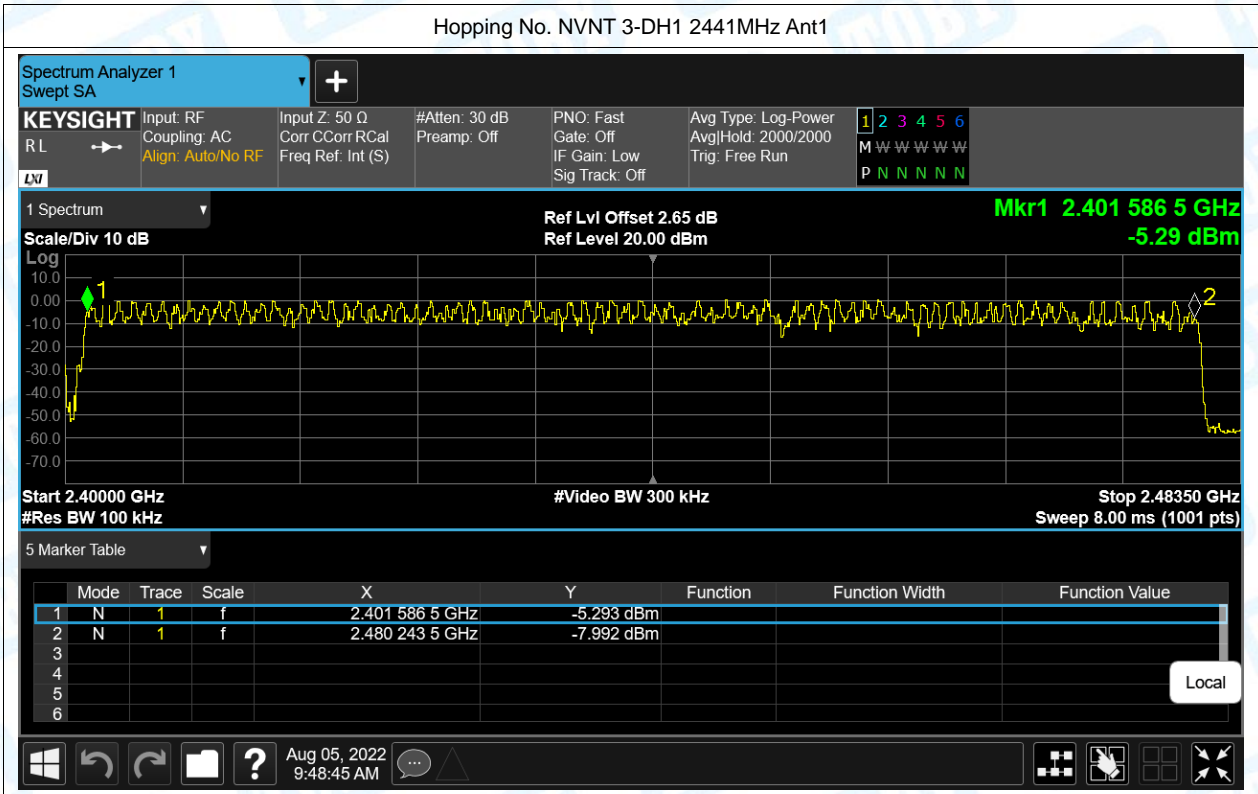 Hopping No. NVNT 3-DH1 2441MHz Ant1
Spectrum Analyzer 1
Swept SA
+
KEYSIGHT
RL
LXI
Input: RF
Coupling: AC
Align: Auto/No RF
Input Z: 50 Ω
Corr CCorr RCal
Freq Ref: Int (S)
#Atten: 30 dB
Preamp: Off
PNO: Fast
Gate: Off
IF Gain: Low
Sig Track: Off
Avg Type: Log-Power
Avg|Hold: 2000/2000
Trig: Free Run
1 2 3 4 5 6
M W W W W W
P N N N N N
1 Spectrum
Scale/Div 10 dB
Ref Lvl Offset 2.65 dB
Ref Level 20.00 dBm
Mkr1 2.401 586 5 GHz
-5.29 dBm
Log
10.0
0.00
-10.0
-20.0
-30.0
-40.0
-50.0
-60.0
-70.0
1
2
Start 2.40000 GHz
#Res BW 100 kHz
#Video BW 300 kHz
Stop 2.48350 GHz
Sweep 8.00 ms (1001 pts)
5 Marker Table
Mode Trace Scale X Y Function Function Width Function Value
1 N 1 f 2.401 586 5 GHz -5.293 dBm
2 N 1 f 2.480 243 5 GHz -7.992 dBm
3
4
5
6
Local
?
Aug 05, 2022
9:48:45 AM